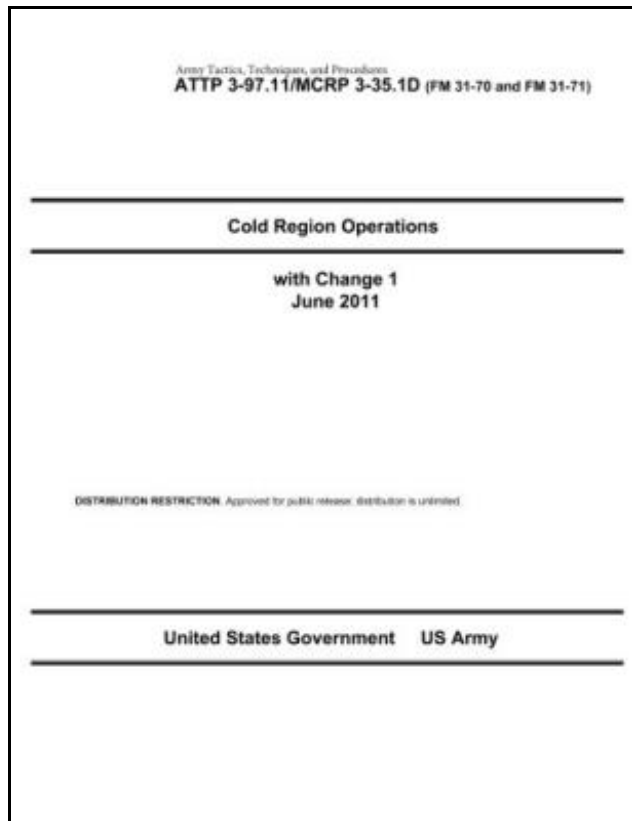 Army Tactics, Techniques, and Procedures
ATTP 3-97.11/MCRP 3-35.1D (FM 31-70 and FM 31-71)
Cold Region Operations
with Change 1
June 2011
DISTRIBUTION RESTRICTION. Approved for public release; distribution is unlimited.
United States Government US Army